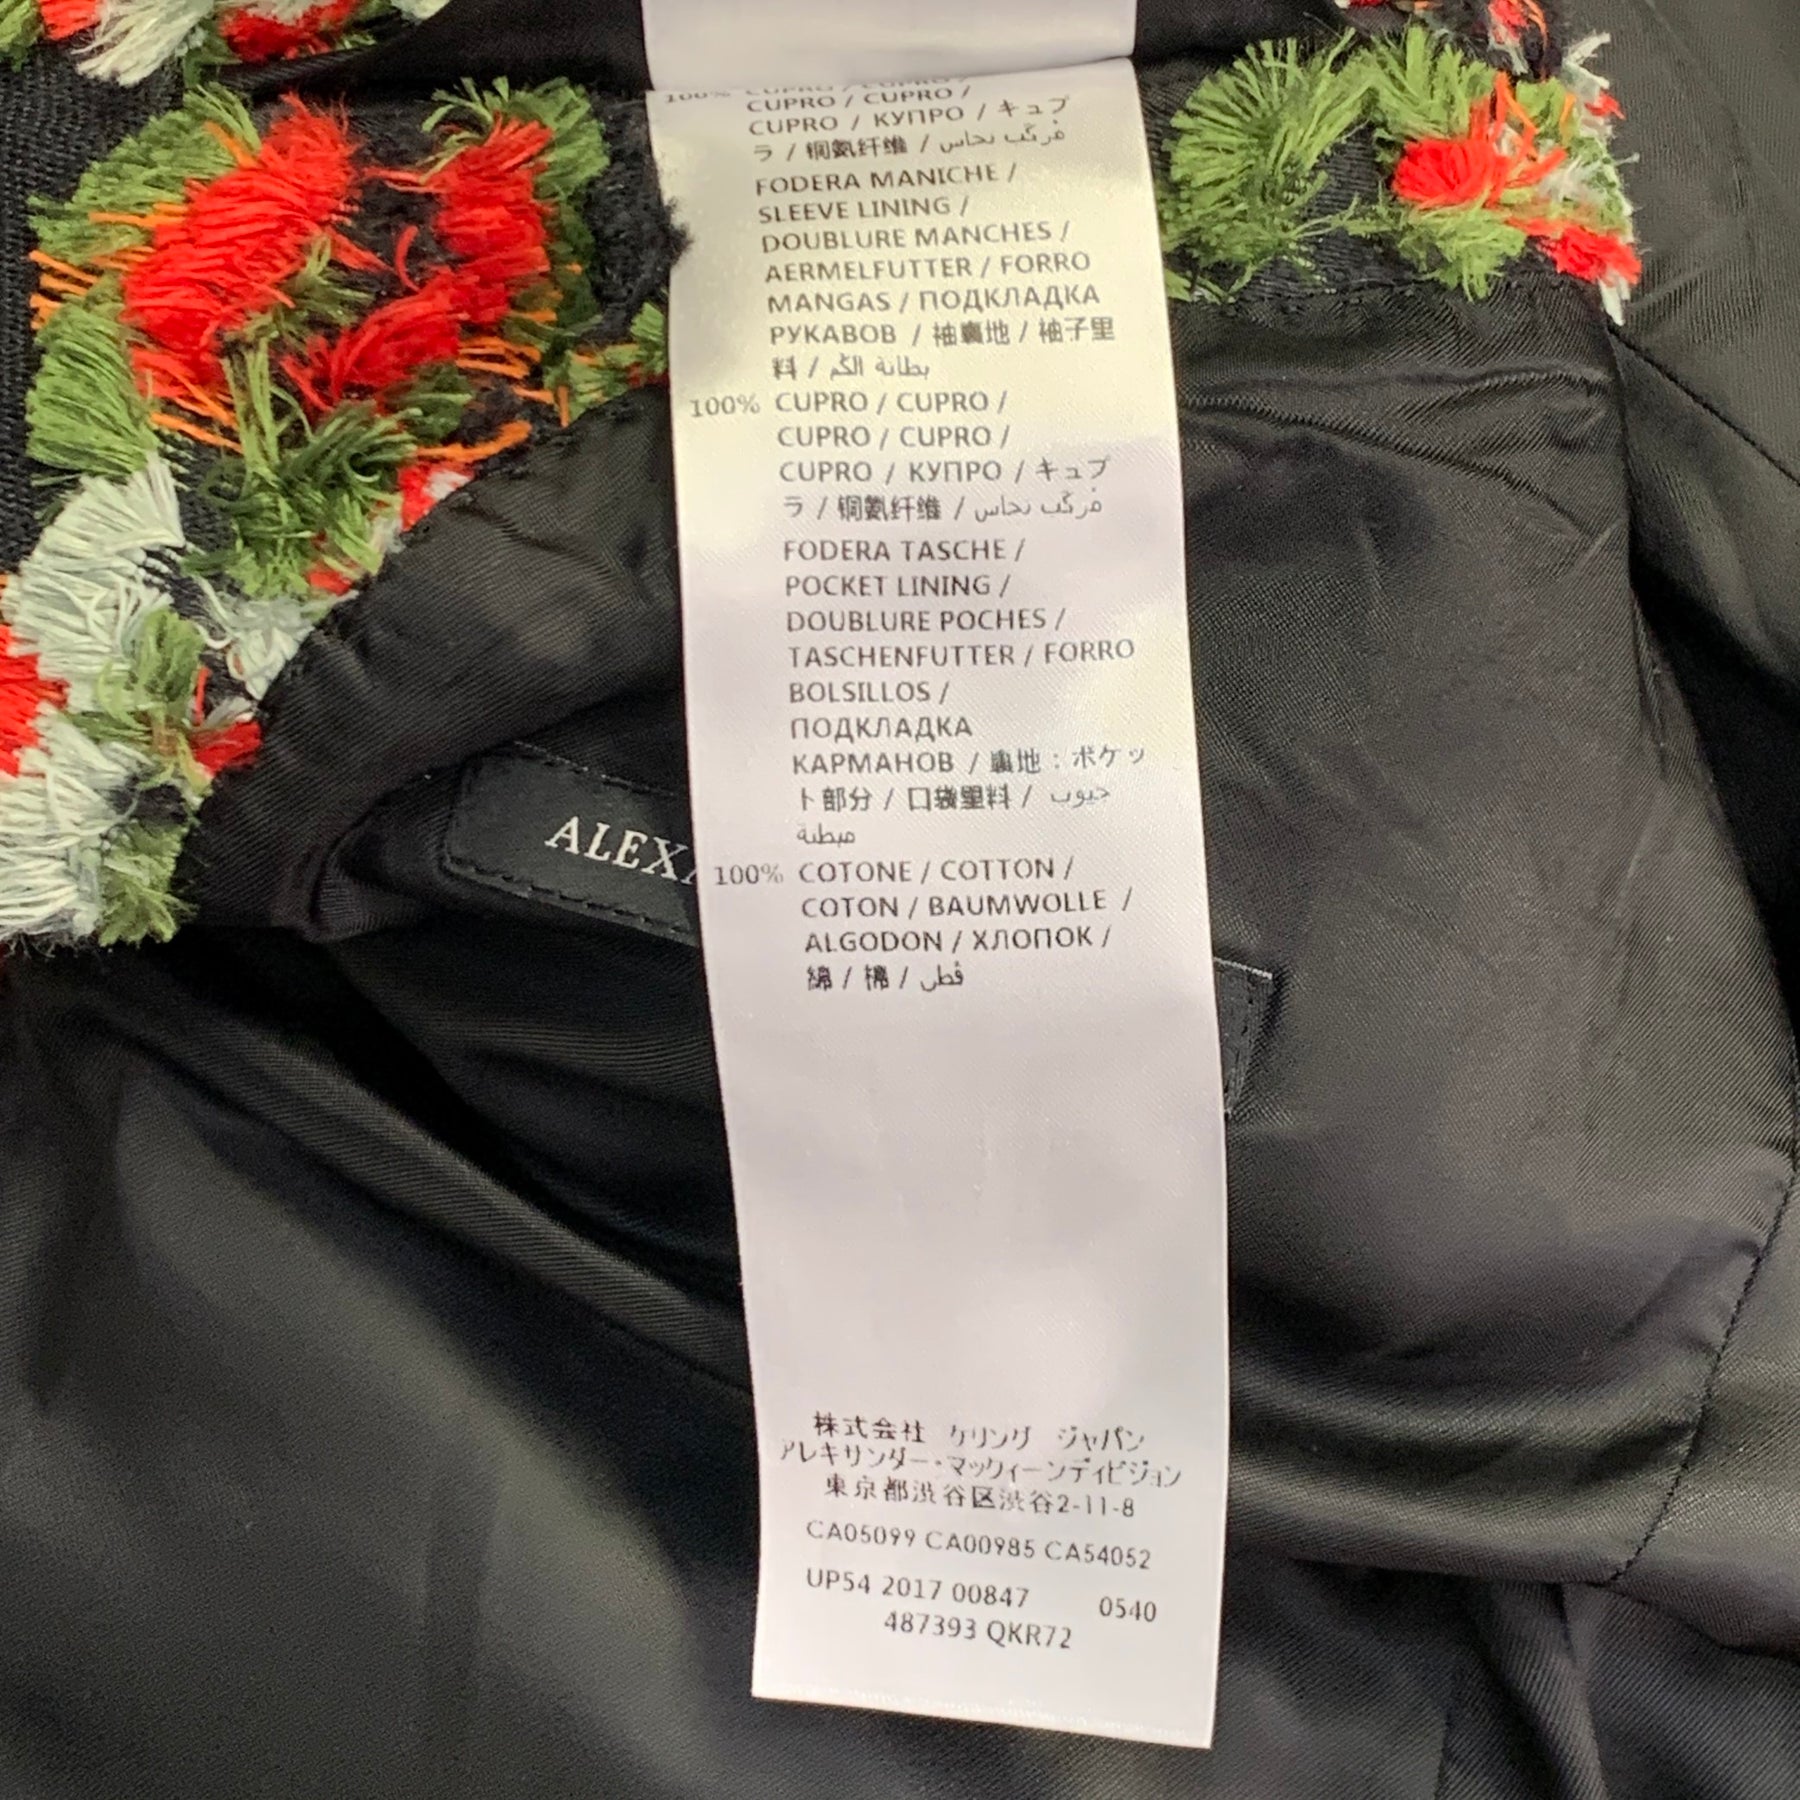 100% CUPRO / CUPRO /
CUPRO / CUPRO /
CUPRO / КУПРО / キュプ
ラ / 铜氨纤维 / مُركّب نحاس
FODERA MANICHE /
SLEEVE LINING /
DOUBLURE MANCHES /
AERMELFUTTER / FORRO
MANGAS / ПОДКЛАДКА
РУКАВОВ / 袖裏地 / 袖子里
料 / بطانة الكم
100% CUPRO / CUPRO /
CUPRO / CUPRO /
CUPRO / КУПРО / キュプ
ラ / 铜氨纤维 / مُركّب نحاس
FODERA TASCHE /
POCKET LINING /
DOUBLURE POCHES /
TASCHENFUTTER / FORRO
BOLSILLOS /
ПОДКЛАДКА
КАРМАНОВ / 裏地 : ポケッ
ト部分 / 口袋里料 / جيوب
مبطنة
ALEXA
100% COTONE / COTTON /
COTON / BAUMWOLLE /
ALGODON / ХЛОПОК /
綿 / 棉 / قُطن
株式会社 ケリング ジャパン
アレキサンダー・マックィーンディビジョン
東京都渋谷区渋谷2-11-8
CA05099 CA00985 CA54052
UP54 2017 00847 0540
487393 QKR72